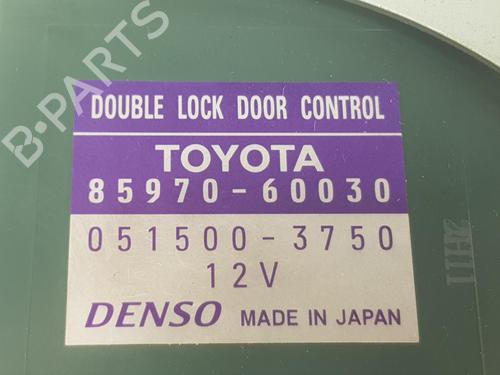 B-PARTS
DOUBLE LOCK DOOR CONTROL
TOYOTA
85970-60030
051500-3750
12V
DENSO MADE IN JAPAN